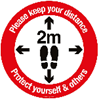 Please keep your distance
2m
Protect yourself & others